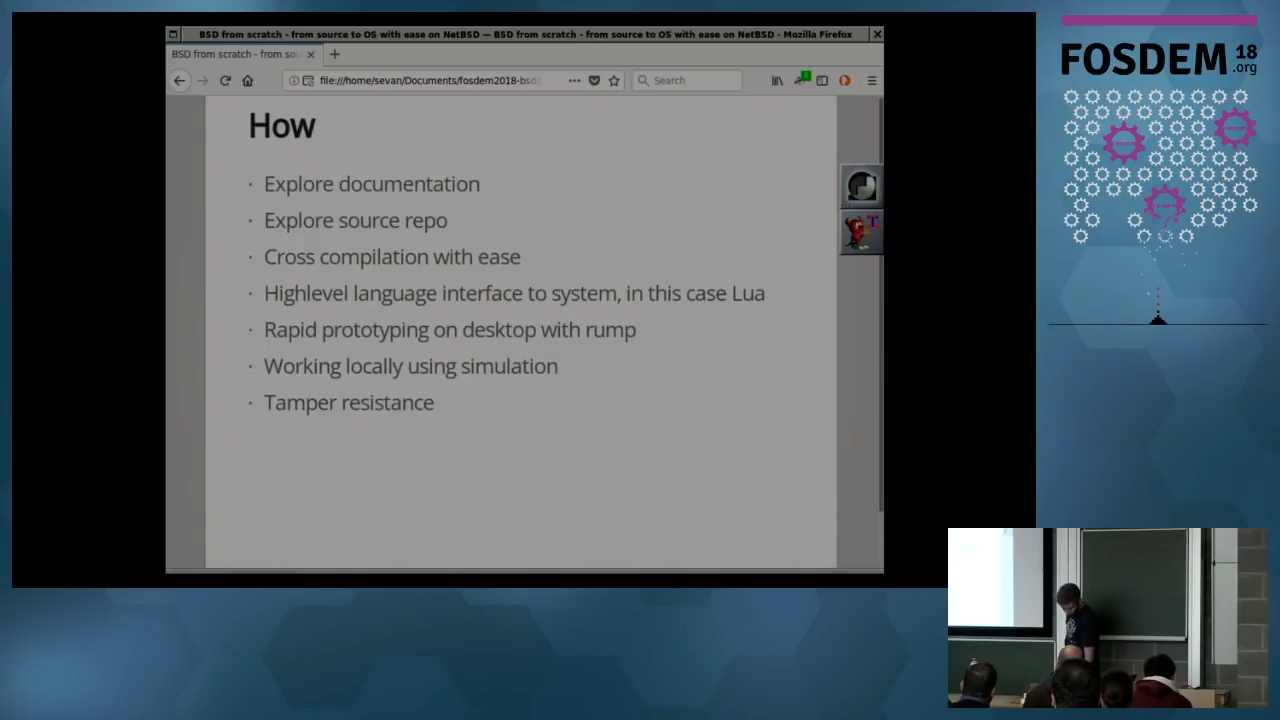 BSD from scratch - from source to OS with ease on NetBSD — BSD from scratch - from source to OS with ease on NetBSD - Mozilla Firefox
BSD from scratch - from sou
file:///home/sevan/Documents/fosdem2018-bsd
Search
How
· Explore documentation
· Explore source repo
· Cross compilation with ease
· Highlevel language interface to system, in this case Lua
· Rapid prototyping on desktop with rump
· Working locally using simulation
· Tamper resistance
FOSDEM 18
.org